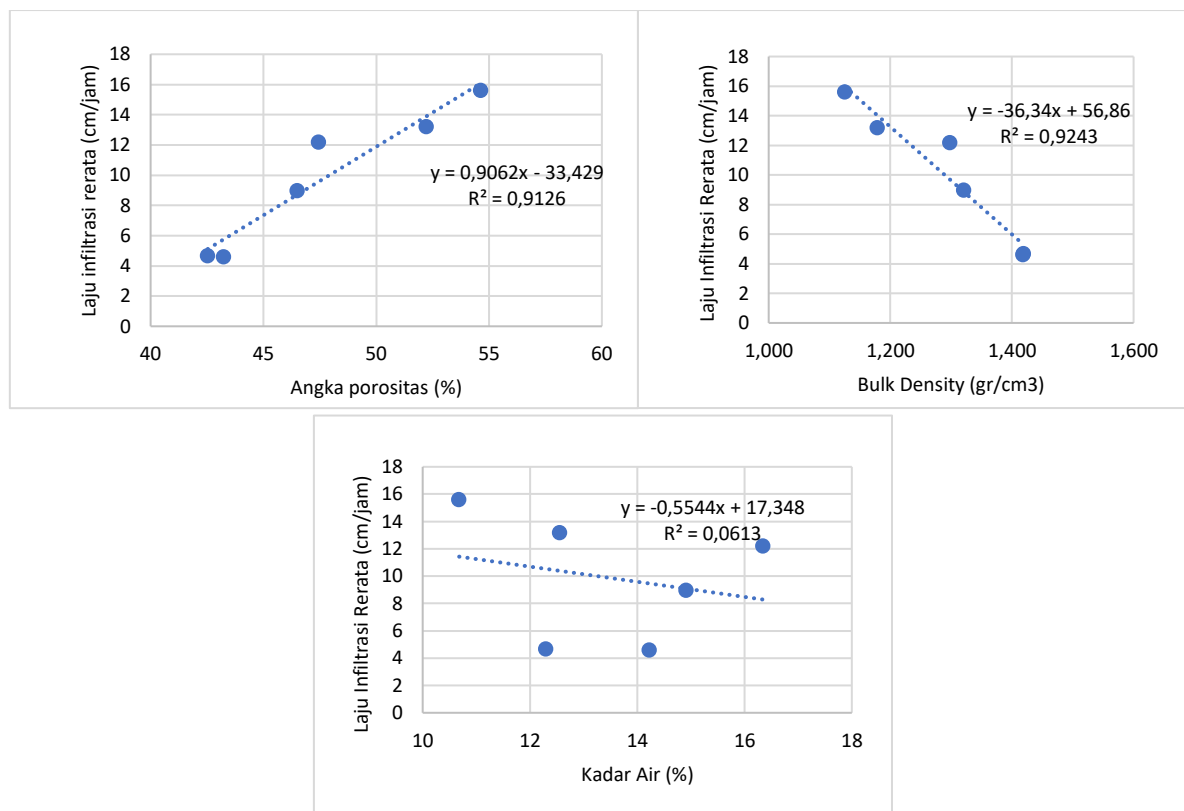 Laju infiltrasi rerata (cm/jam)
18
16
14
12
10
8
6
4
2
0
40 45 50 55 60
Angka porositas (%)
y = 0,9062x - 33,429
R² = 0,9126
Laju Infiltrasi Rerata (cm/jam)
18
16
14
12
10
8
6
4
2
0
1,000 1,200 1,400 1,600
Bulk Density (gr/cm3)
y = -36,34x + 56,86
R² = 0,9243
Laju Infiltrasi Rerata (cm/jam)
18
16
14
12
10
8
6
4
2
0
10 12 14 16 18
Kadar Air (%)
y = -0,5544x + 17,348
R² = 0,0613